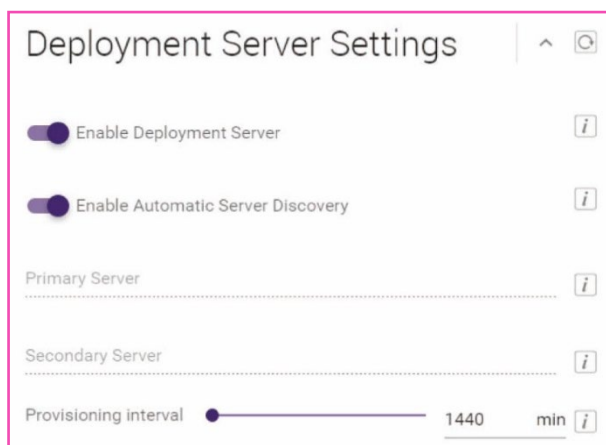 Deployment Server Settings
Enable Deployment Server
Enable Automatic Server Discovery
Primary Server
Secondary Server
Provisioning interval 1440 min